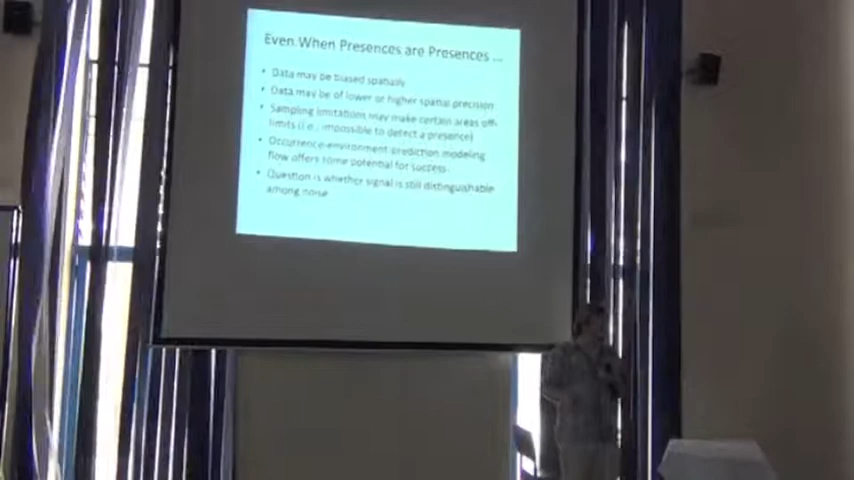 Even When Presences are Presences ...
• Data may be biased spatially
• Data may be of lower or higher spatial precision
• Sampling limitations may make certain areas off-
limits (i.e., impossible to detect a presence)
• Occurrence-environment-prediction modeling
flow offers some potential for success
• Question is whether signal is still distinguishable
among noise